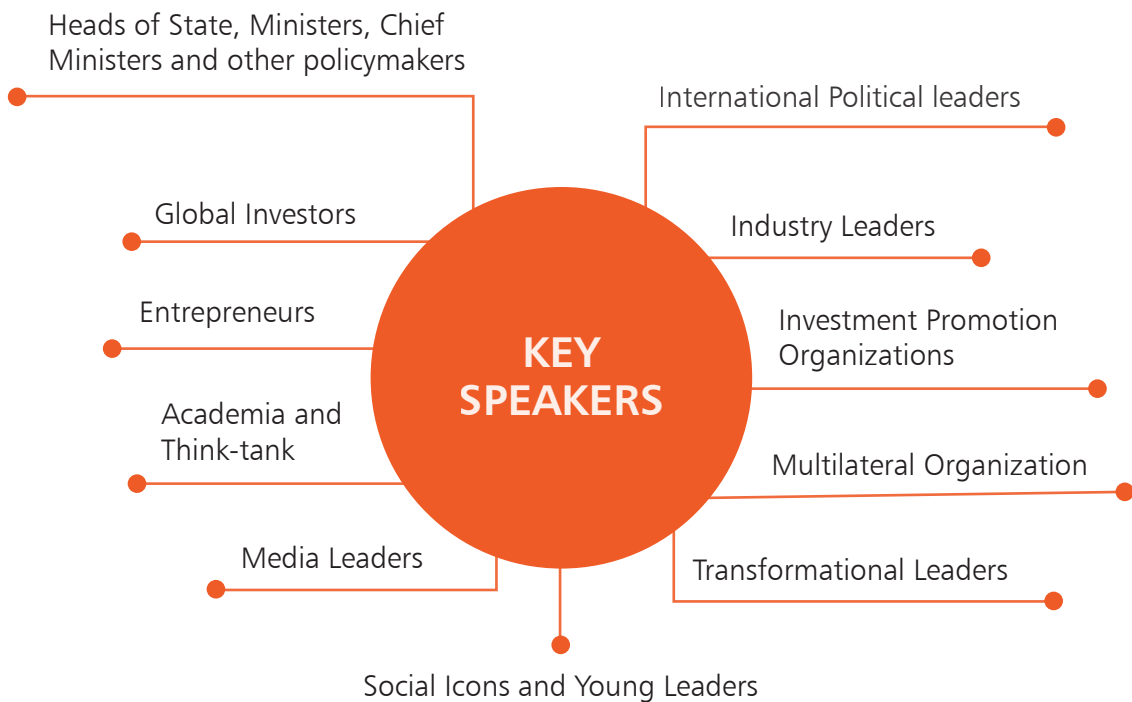 Heads of State, Ministers, Chief
Ministers and other policymakers
International Political leaders
Global Investors
Industry Leaders
Entrepreneurs
Investment Promotion
Organizations
KEY
SPEAKERS
Academia and
Think-tank
Multilateral Organization
Media Leaders
Transformational Leaders
Social Icons and Young Leaders